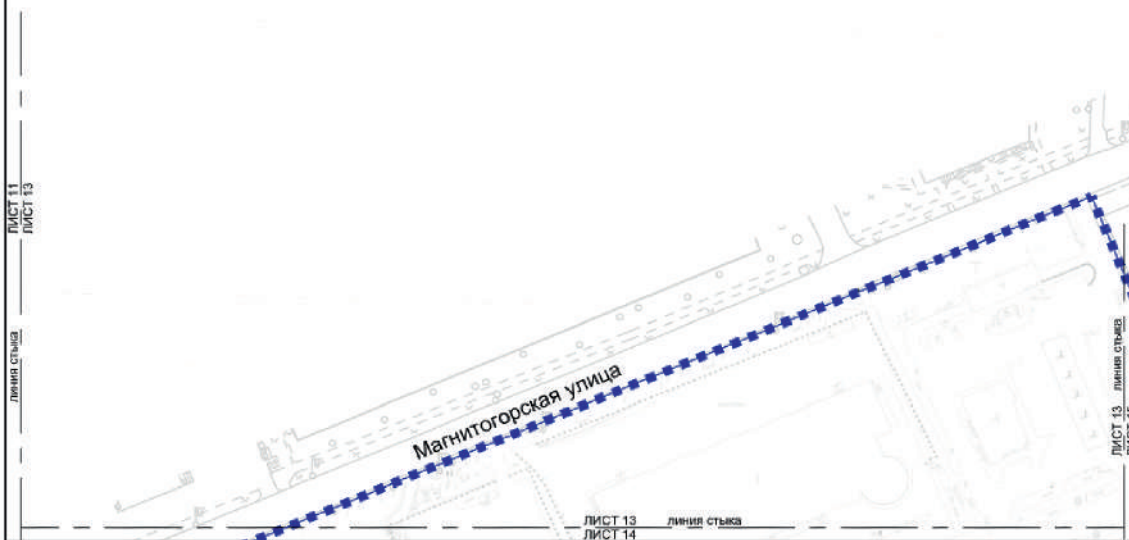 ЛИСТ 11
ЛИСТ 13
линия стыка
Магнитогорская улица
ЛИСТ 13 линия стыка
ЛИСТ 14
ЛИСТ 13 линия стыка